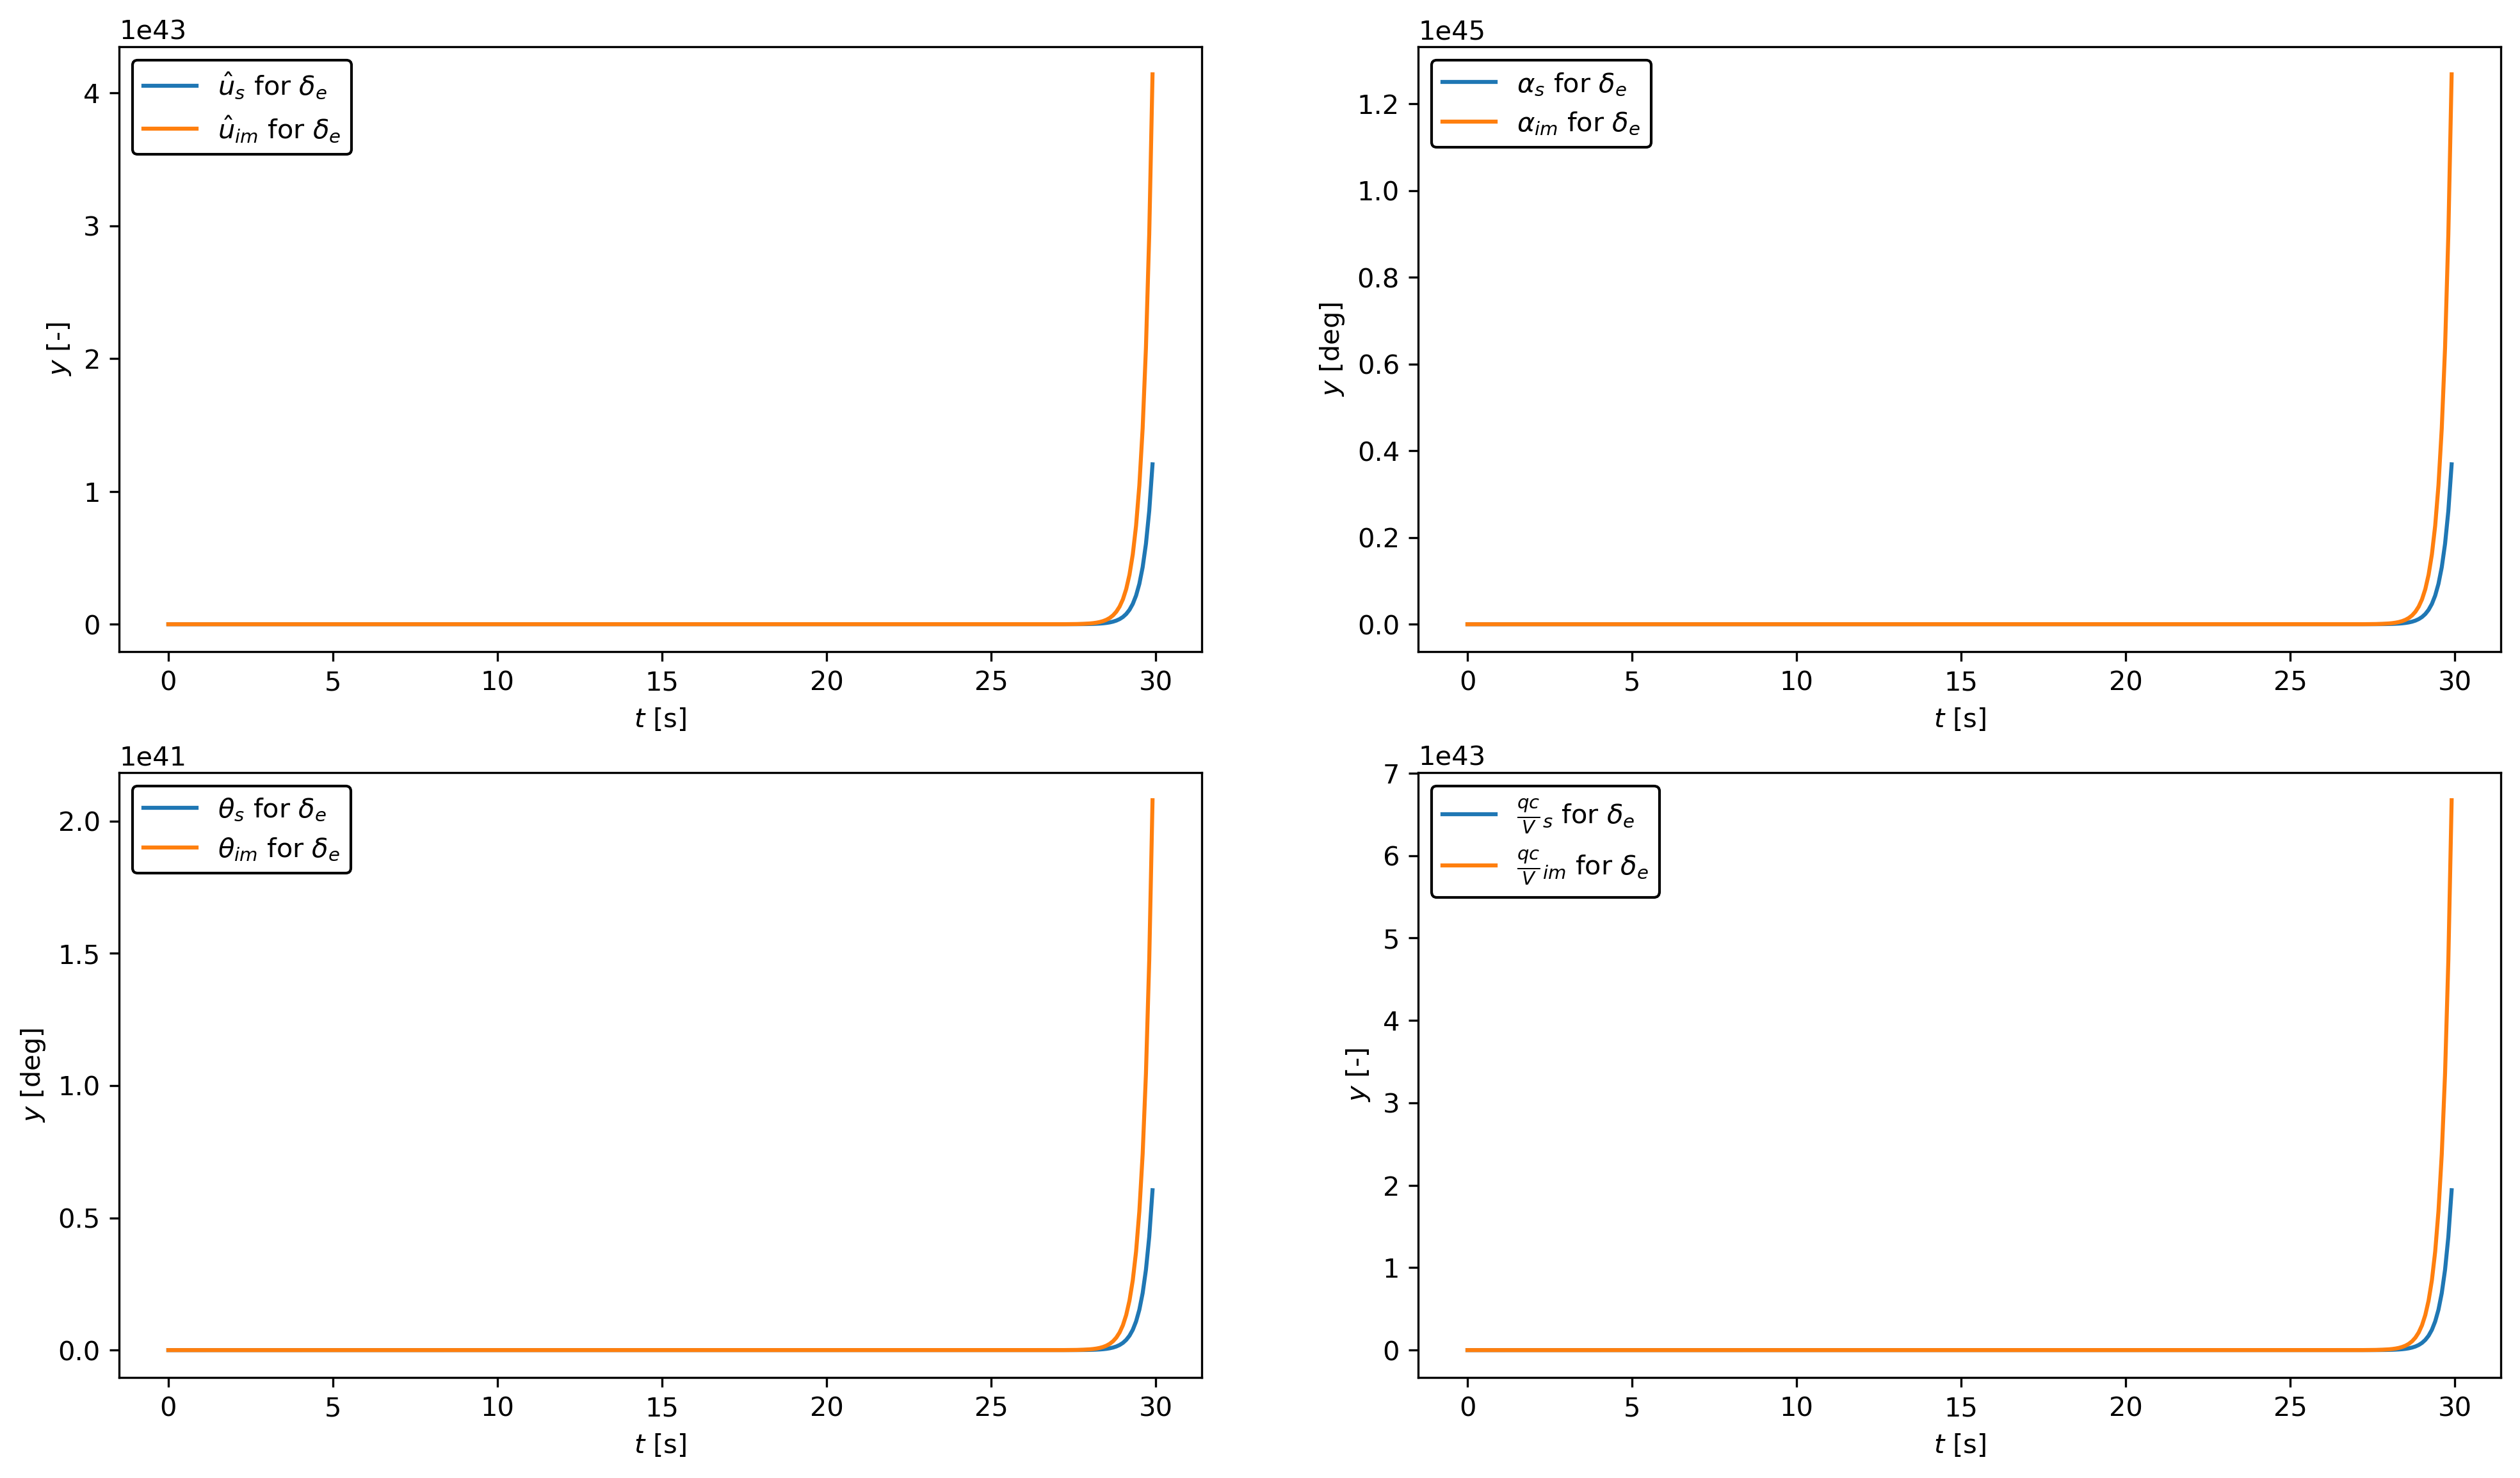 1e43
û_s for δ_e
û_im for δ_e
4
3
2
1
0
y [-]
0 5 10 15 20 25 30
t [s]
1e45
α_s for δ_e
α_im for δ_e
1.2
1.0
0.8
0.6
0.4
0.2
0.0
y [deg]
0 5 10 15 20 25 30
t [s]
1e41
θ_s for δ_e
θ_im for δ_e
2.0
1.5
1.0
0.5
0.0
y [deg]
0 5 10 15 20 25 30
t [s]
1e43
qc/V _s for δ_e
qc/V _im for δ_e
7
6
5
4
3
2
1
0
y [-]
0 5 10 15 20 25 30
t [s]